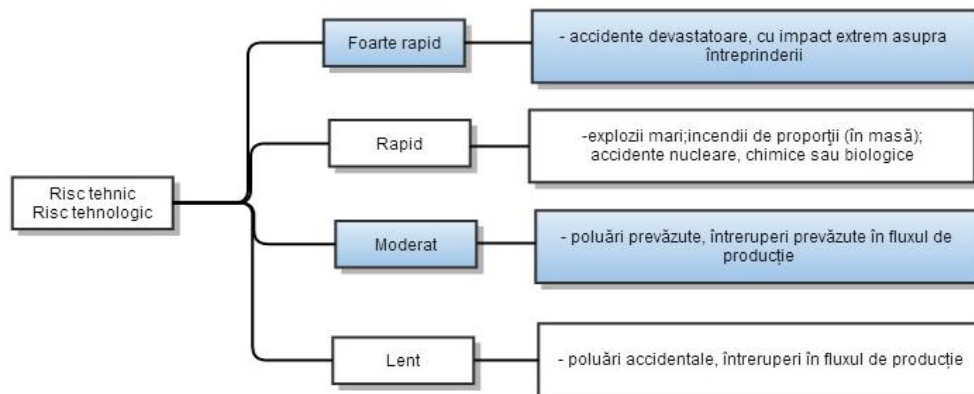 Foarte rapid
- accidente devastatoare, cu impact extrem asupra
întreprinderii
Rapid
-explozii mari;incendii de proporţii (în masă);
accidente nucleare, chimice sau biologice
Risc tehnic
Risc tehnologic
Moderat
- poluări prevăzute, întreruperi prevăzute în fluxul de
producție
Lent
- poluări accidentale, întreruperi în fluxul de producție